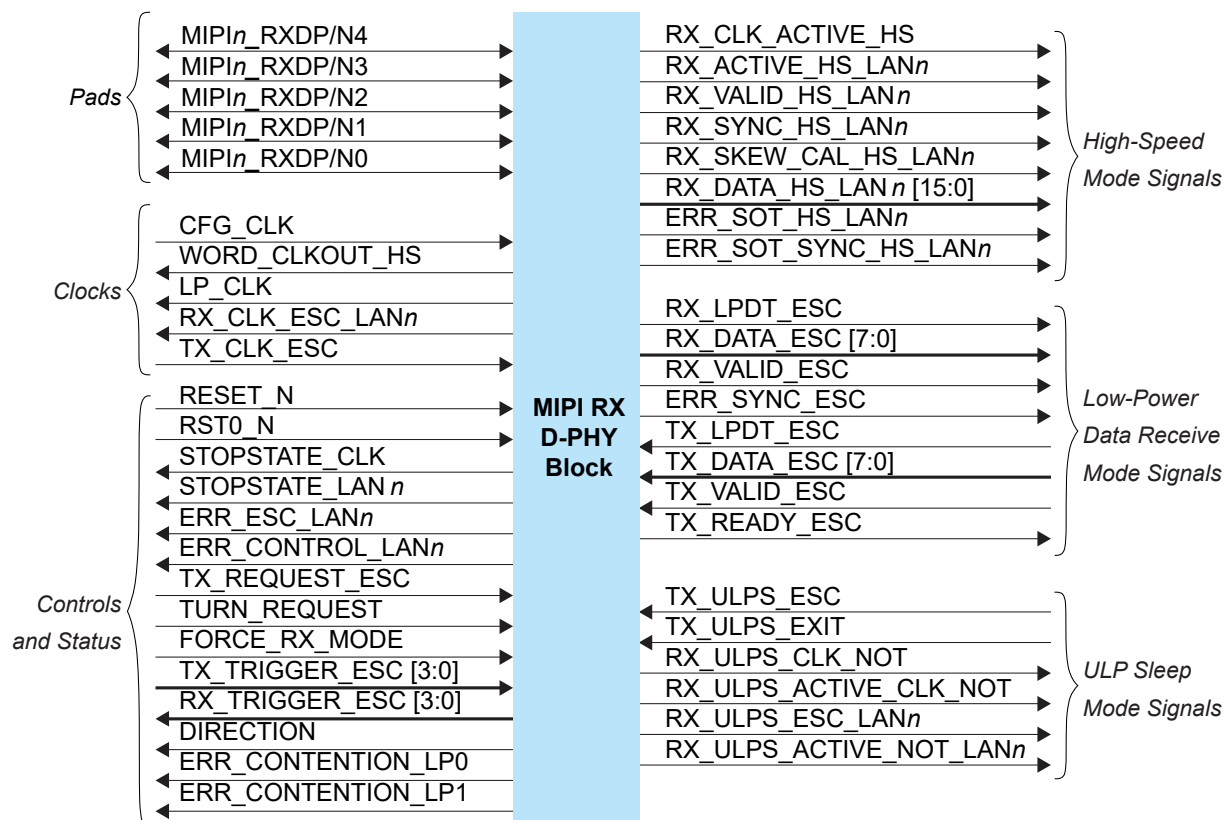 Pads
MIPIn_RXDP/N4
MIPIn_RXDP/N3
MIPIn_RXDP/N2
MIPIn_RXDP/N1
MIPIn_RXDP/N0
Clocks
CFG_CLK
WORD_CLKOUT_HS
LP_CLK
RX_CLK_ESC_LANn
TX_CLK_ESC
Controls
and Status
RESET_N
RST0_N
STOPSTATE_CLK
STOPSTATE_LAN n
ERR_ESC_LANn
ERR_CONTROL_LANn
TX_REQUEST_ESC
TURN_REQUEST
FORCE_RX_MODE
TX_TRIGGER_ESC [3:0]
RX_TRIGGER_ESC [3:0]
DIRECTION
ERR_CONTENTION_LP0
ERR_CONTENTION_LP1
MIPI RX
D-PHY
Block
RX_CLK_ACTIVE_HS
RX_ACTIVE_HS_LANn
RX_VALID_HS_LANn
RX_SYNC_HS_LANn
RX_SKEW_CAL_HS_LANn
RX_DATA_HS_LAN n [15:0]
ERR_SOT_HS_LANn
ERR_SOT_SYNC_HS_LANn
High-Speed
Mode Signals
RX_LPDT_ESC
RX_DATA_ESC [7:0]
RX_VALID_ESC
ERR_SYNC_ESC
TX_LPDT_ESC
TX_DATA_ESC [7:0]
TX_VALID_ESC
TX_READY_ESC
Low-Power
Data Receive
Mode Signals
TX_ULPS_ESC
TX_ULPS_EXIT
RX_ULPS_CLK_NOT
RX_ULPS_ACTIVE_CLK_NOT
RX_ULPS_ESC_LANn
RX_ULPS_ACTIVE_NOT_LANn
ULP Sleep
Mode Signals